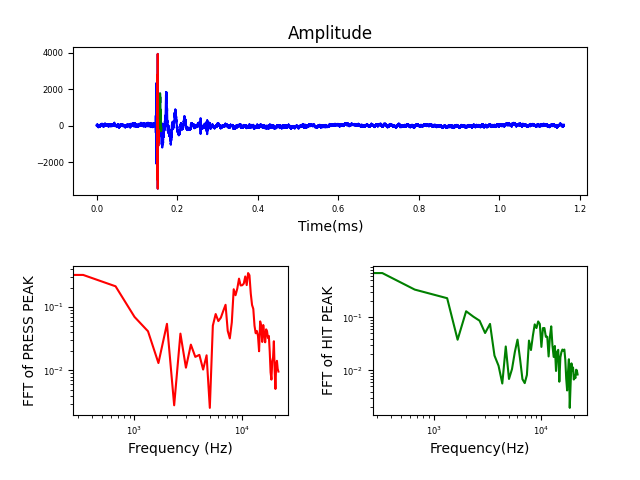 Amplitude
4000
2000
0
−2000
0.0 0.2 0.4 0.6 0.8 1.0 1.2
Time(ms)
FFT of PRESS PEAK
10⁻¹
10⁻²
10³ 10⁴
Frequency (Hz)
FFT of HIT PEAK
10⁻¹
10⁻²
10³ 10⁴
Frequency(Hz)